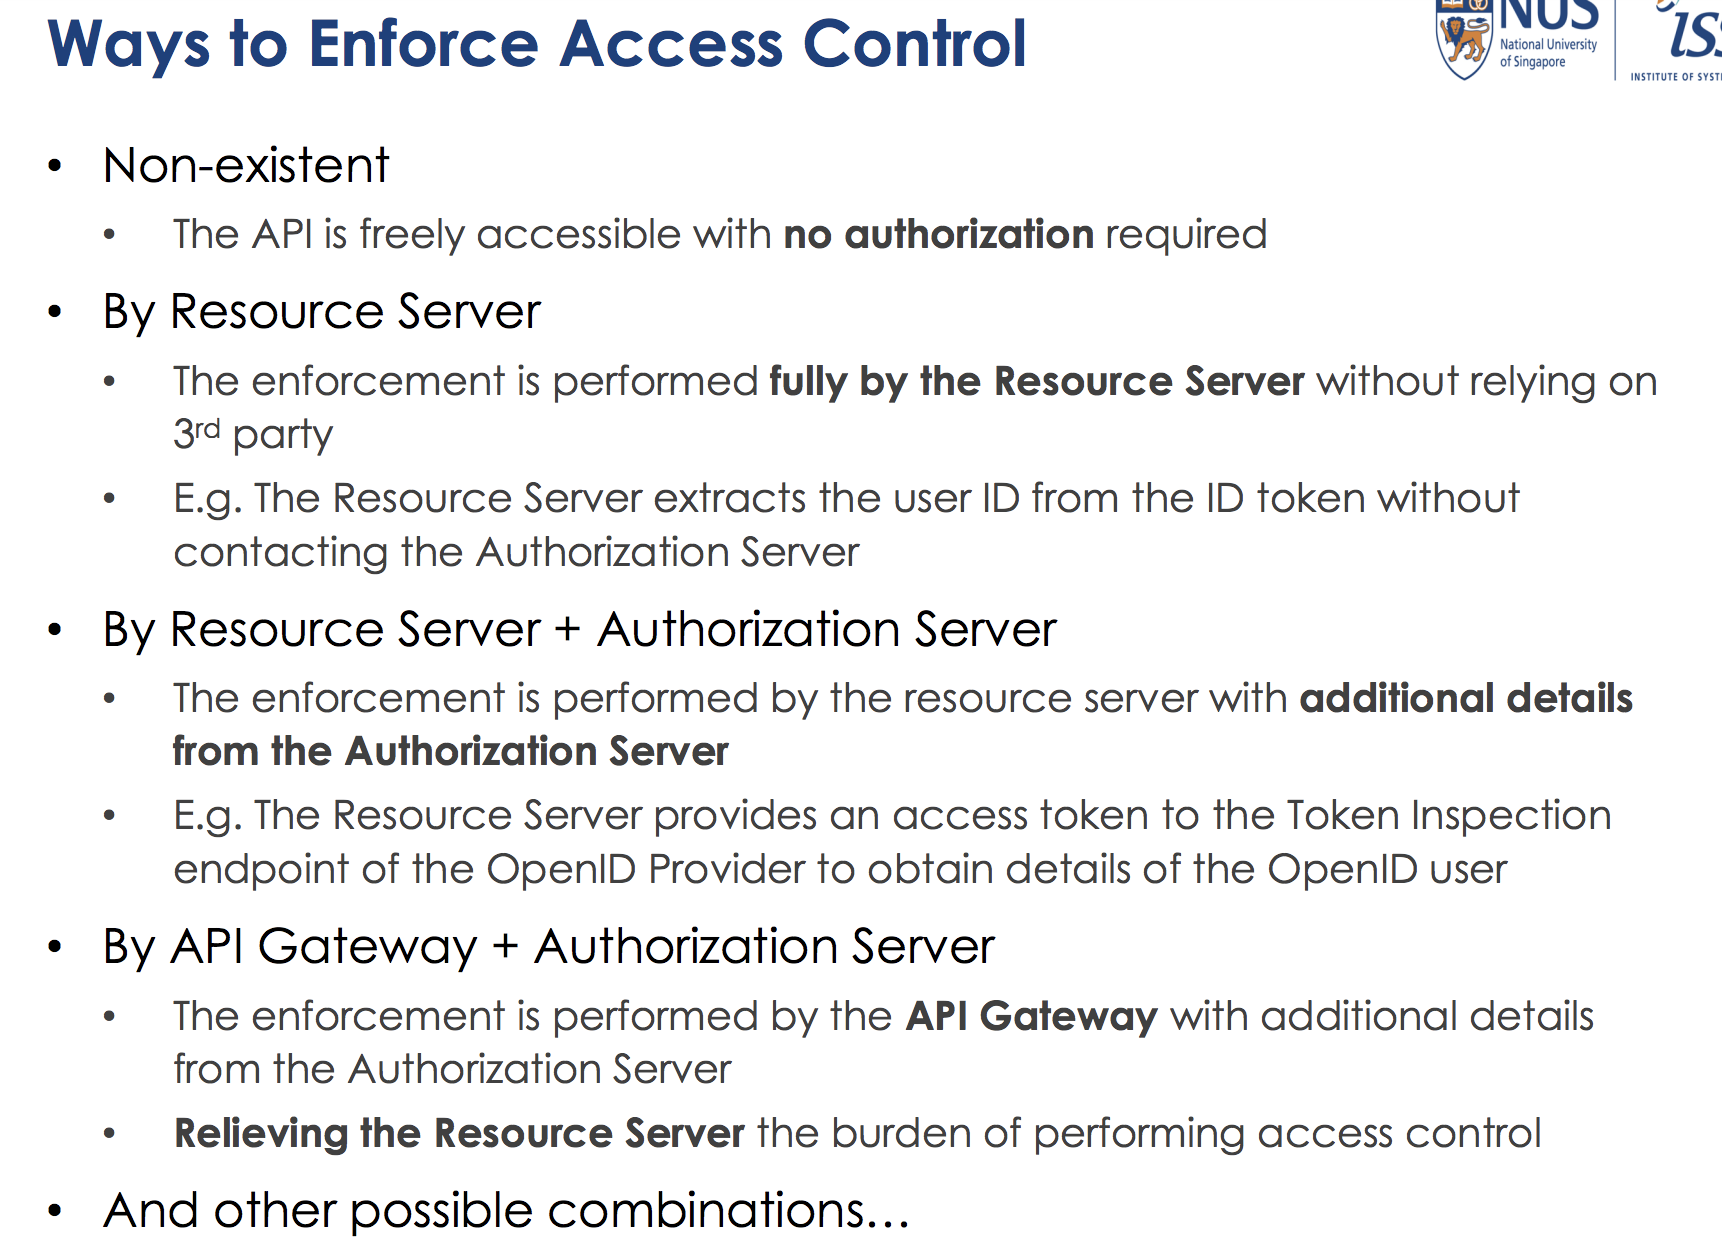 Ways to Enforce Access Control
NUS
National University
of Singapore
iss
INSTITUTE OF SYST
• Non-existent
• The API is freely accessible with no authorization required
• By Resource Server
• The enforcement is performed fully by the Resource Server without relying on
3rd party
• E.g. The Resource Server extracts the user ID from the ID token without
contacting the Authorization Server
• By Resource Server + Authorization Server
• The enforcement is performed by the resource server with additional details
from the Authorization Server
• E.g. The Resource Server provides an access token to the Token Inspection
endpoint of the OpenID Provider to obtain details of the OpenID user
• By API Gateway + Authorization Server
• The enforcement is performed by the API Gateway with additional details
from the Authorization Server
• Relieving the Resource Server the burden of performing access control
• And other possible combinations…